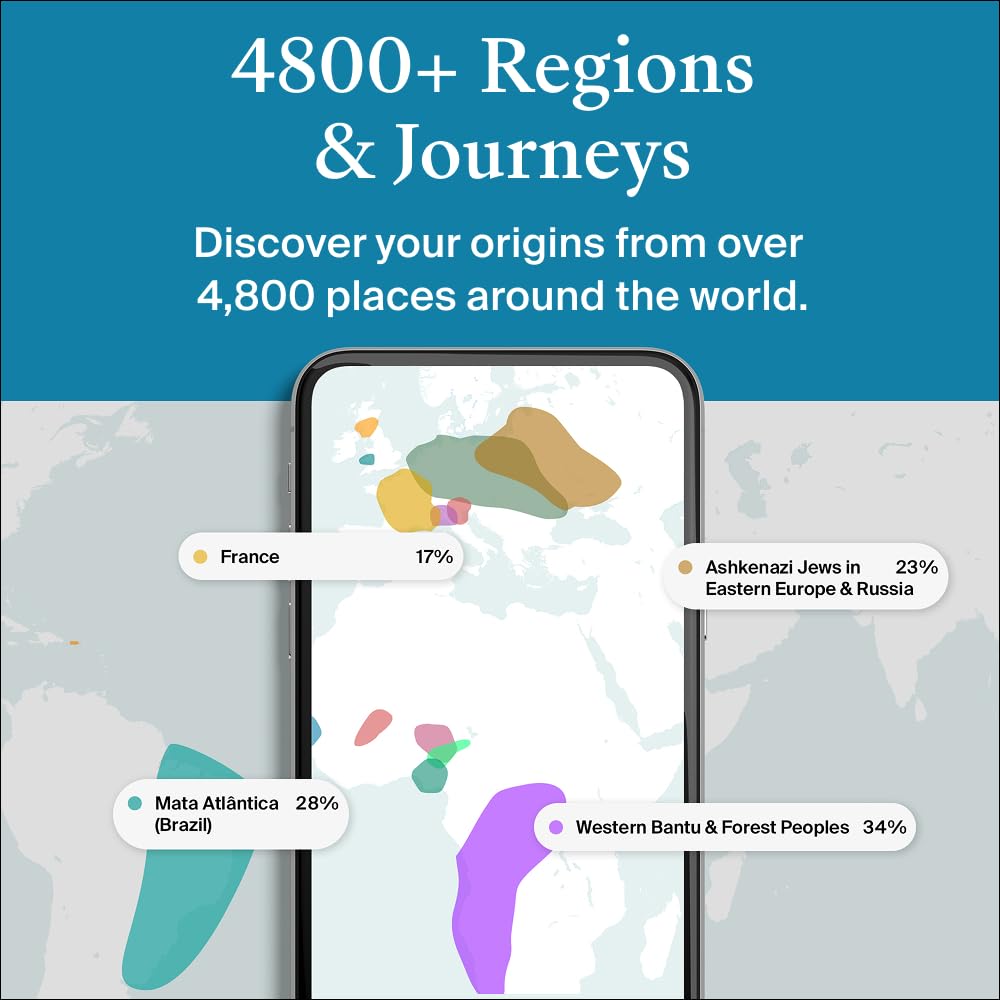 4800+ Regions
& Journeys
Discover your origins from over
4,800 places around the world.
France 17%
Ashkenazi Jews in 23%
Eastern Europe & Russia
Mata Atlântica 28%
(Brazil)
Western Bantu & Forest Peoples 34%